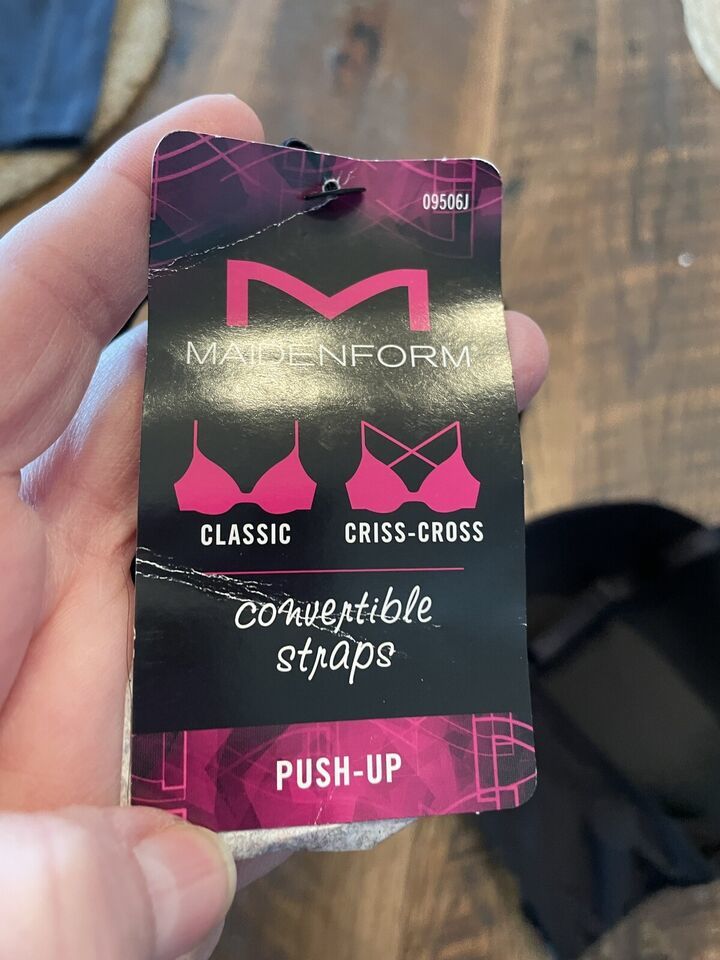 09506J
MAIDENFORM®
CLASSIC
CRISS-CROSS
convertible
straps
PUSH-UP